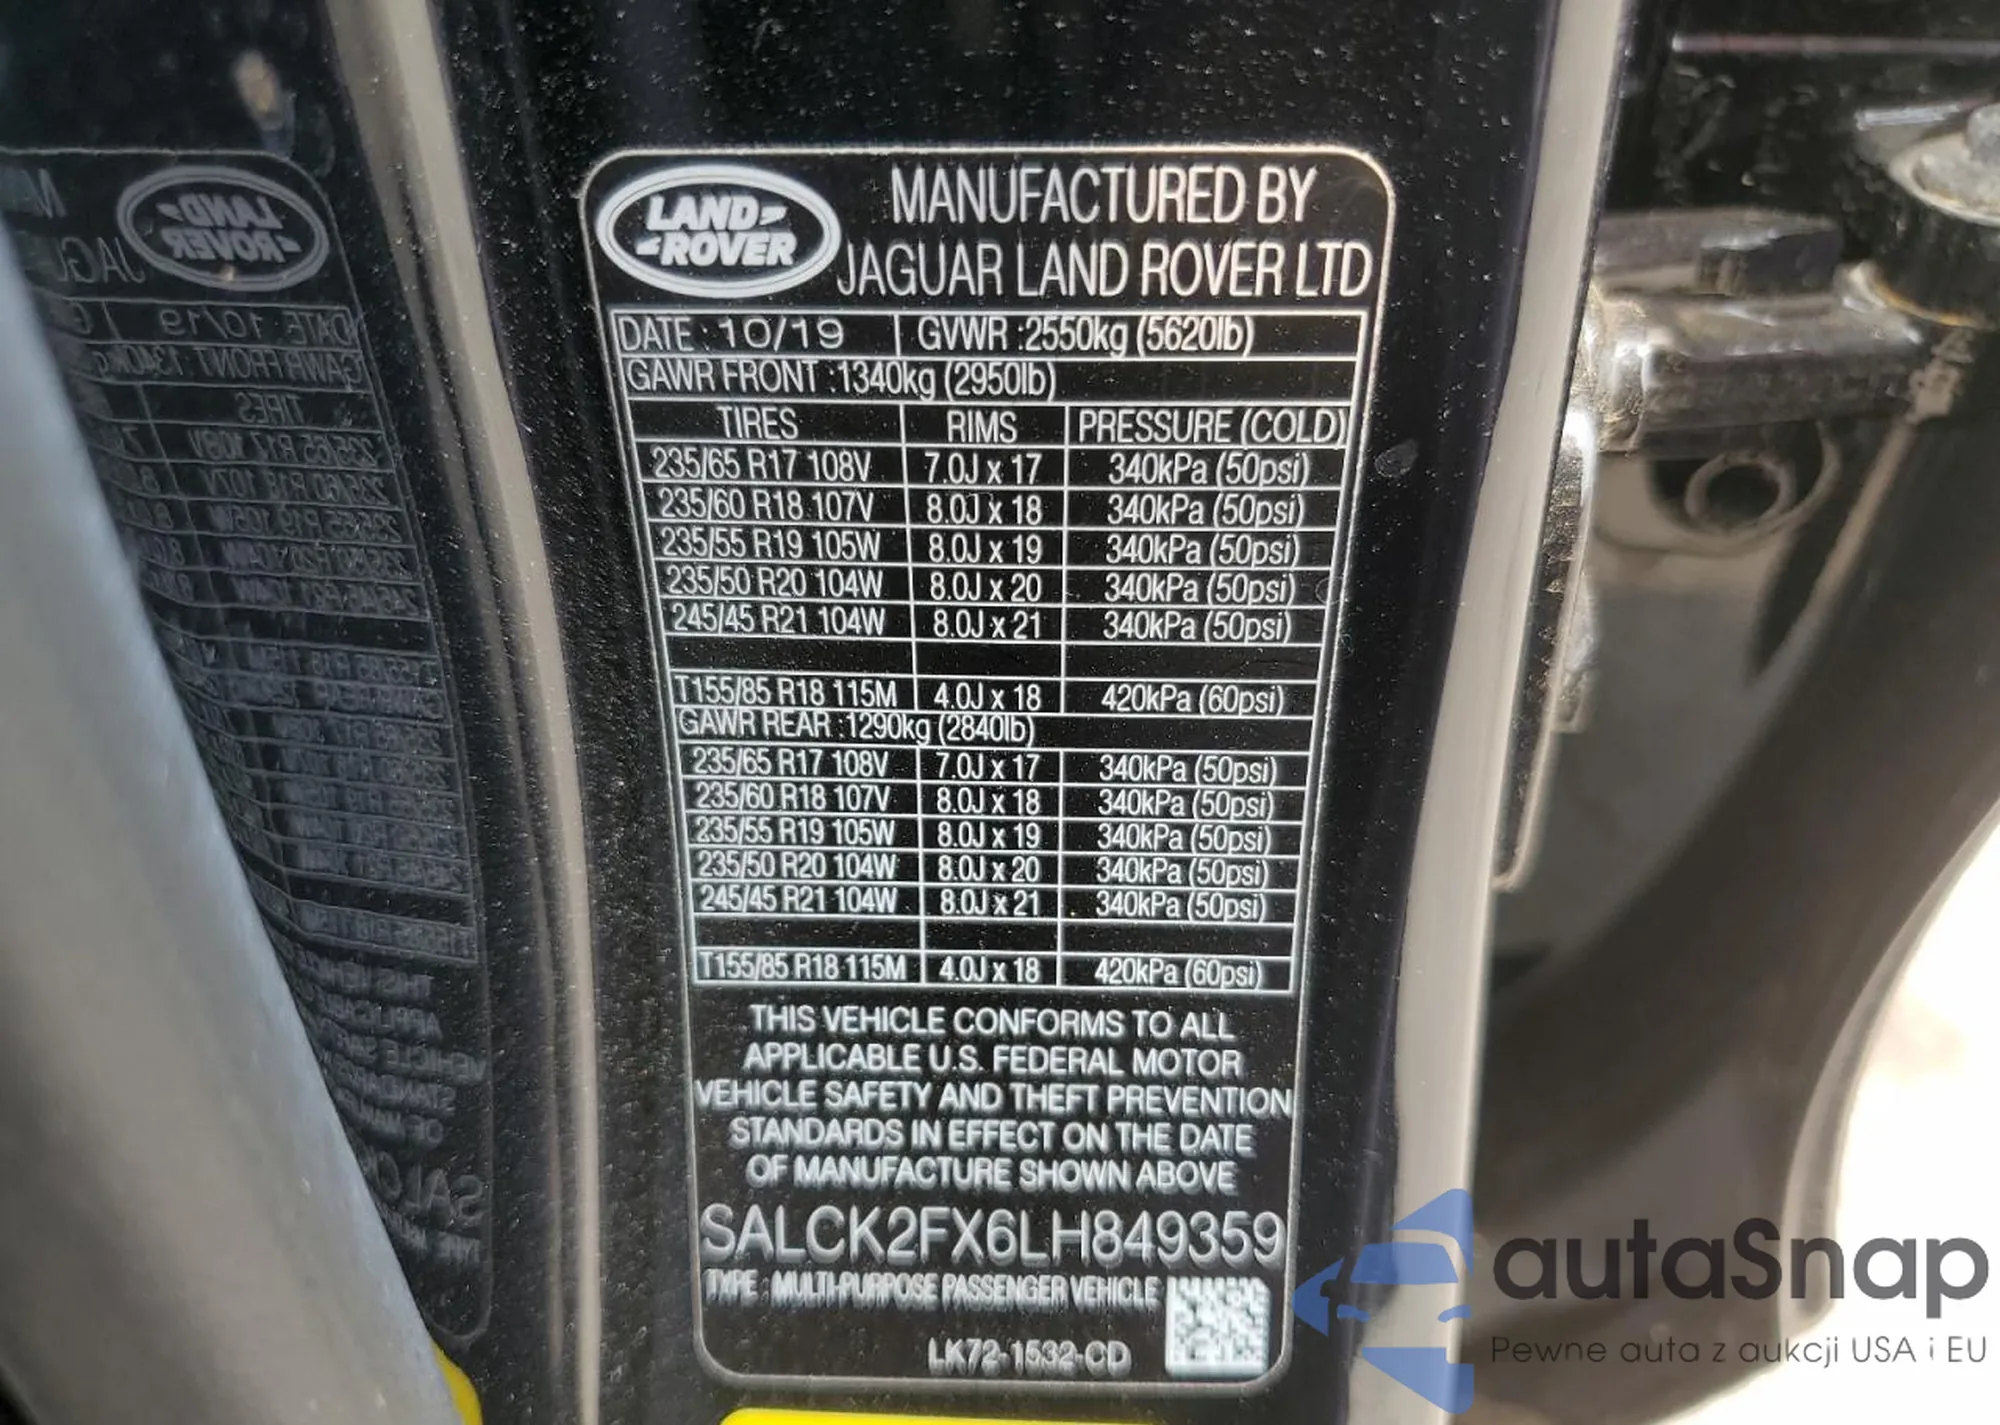 LAND ROVER
MANUFACTURED BY
JAGUAR LAND ROVER LTD
DATE : 10/19 GVWR :2550kg (5620lb)
GAWR FRONT :1340kg (2950lb)
TIRES RIMS PRESSURE (COLD)
235/65 R17 108V 7.0J x 17 340kPa (50psi)
235/60 R18 107V 8.0J x 18 340kPa (50psi)
235/55 R19 105W 8.0J x 19 340kPa (50psi)
235/50 R20 104W 8.0J x 20 340kPa (50psi)
245/45 R21 104W 8.0J x 21 340kPa (50psi)
T155/85 R18 115M 4.0J x 18 420kPa (60psi)
GAWR REAR :1290kg (2840lb)
235/65 R17 108V 7.0J x 17 340kPa (50psi)
235/60 R18 107V 8.0J x 18 340kPa (50psi)
235/55 R19 105W 8.0J x 19 340kPa (50psi)
235/50 R20 104W 8.0J x 20 340kPa (50psi)
245/45 R21 104W 8.0J x 21 340kPa (50psi)
T155/85 R18 115M 4.0J x 18 420kPa (60psi)
THIS VEHICLE CONFORMS TO ALL
APPLICABLE U.S. FEDERAL MOTOR
VEHICLE SAFETY AND THEFT PREVENTION
STANDARDS IN EFFECT ON THE DATE
OF MANUFACTURE SHOWN ABOVE
SALCK2FX6LH849359
TYPE : MULTI-PURPOSE PASSENGER VEHICLE
LK72-1532-CD
autaSnap
Pewne auta z aukcji USA i EU